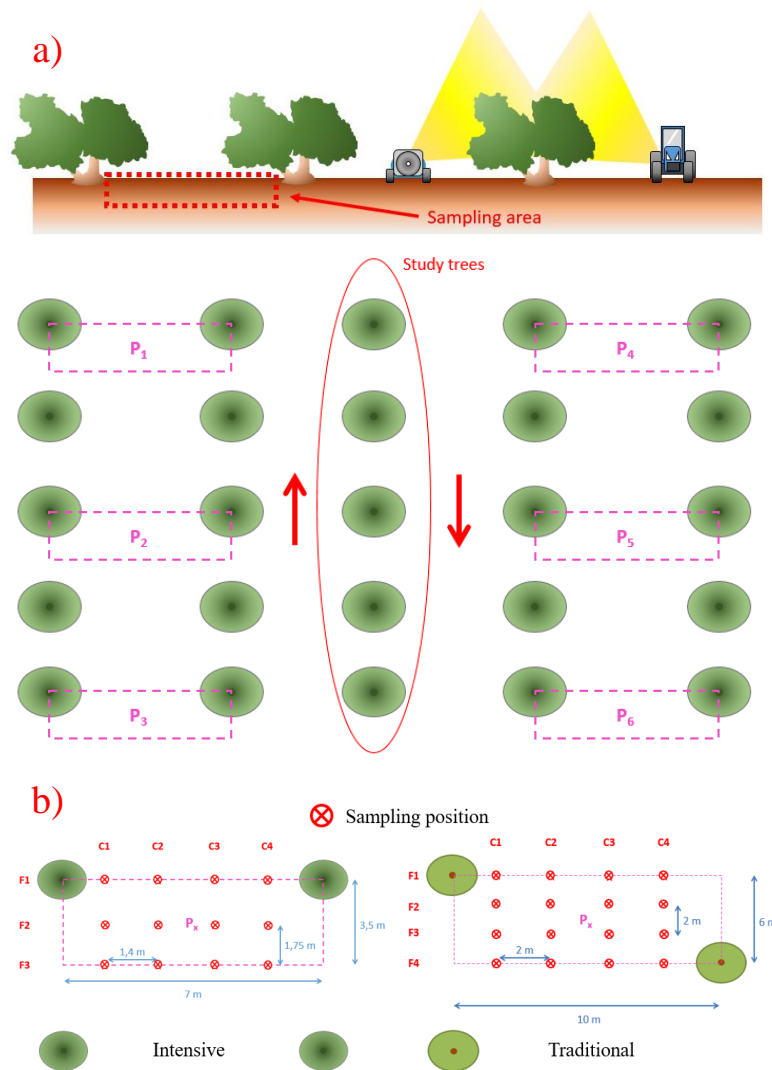 a)
Sampling area
Study trees
P1
P4
P2
P5
P3
P6
b)
Sampling position
C1 C2 C3 C4
F1
F2
F3
Px
1,4 m
1,75 m
3,5 m
7 m
C1 C2 C3 C4
F1
F2
F3
F4
Px
2 m
2 m
6 m
10 m
Intensive
Traditional